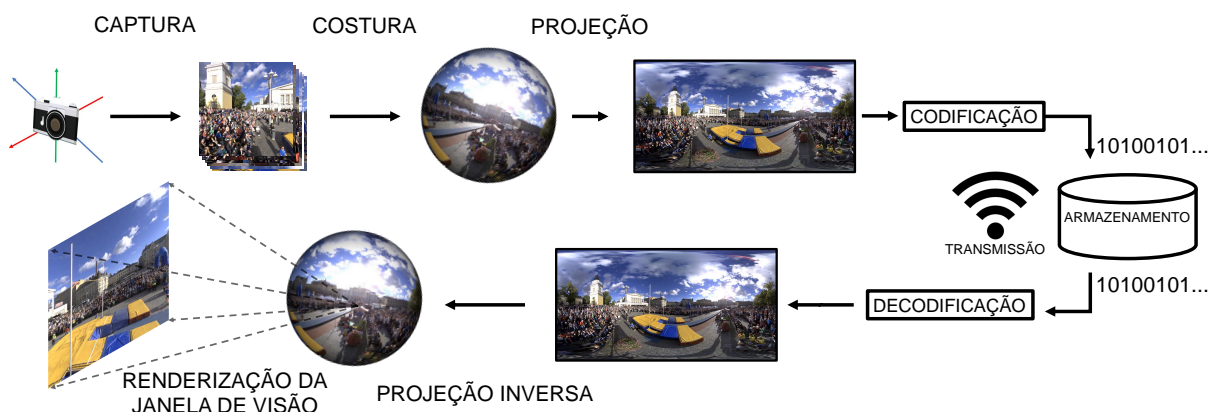 CAPTURA
COSTURA
PROJEÇÃO
CODIFICAÇÃO
10100101...
ARMAZENAMENTO
TRANSMISSÃO
10100101...
DECODIFICAÇÃO
PROJEÇÃO INVERSA
RENDERIZAÇÃO DA
JANELA DE VISÃO